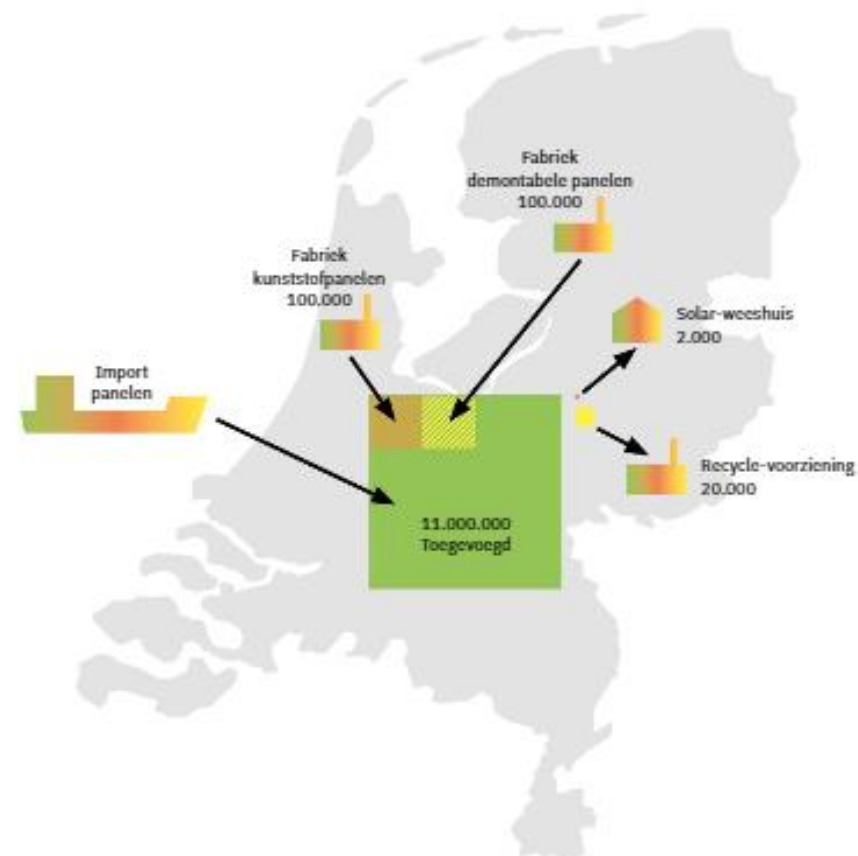 Fabriek
demontabele panelen
100.000
Fabriek
kunststofpanelen
100.000
Solar-weeshuis
2.000
Import
panelen
Recycle-voorziening
20.000
11.000.000
Toegevoegd